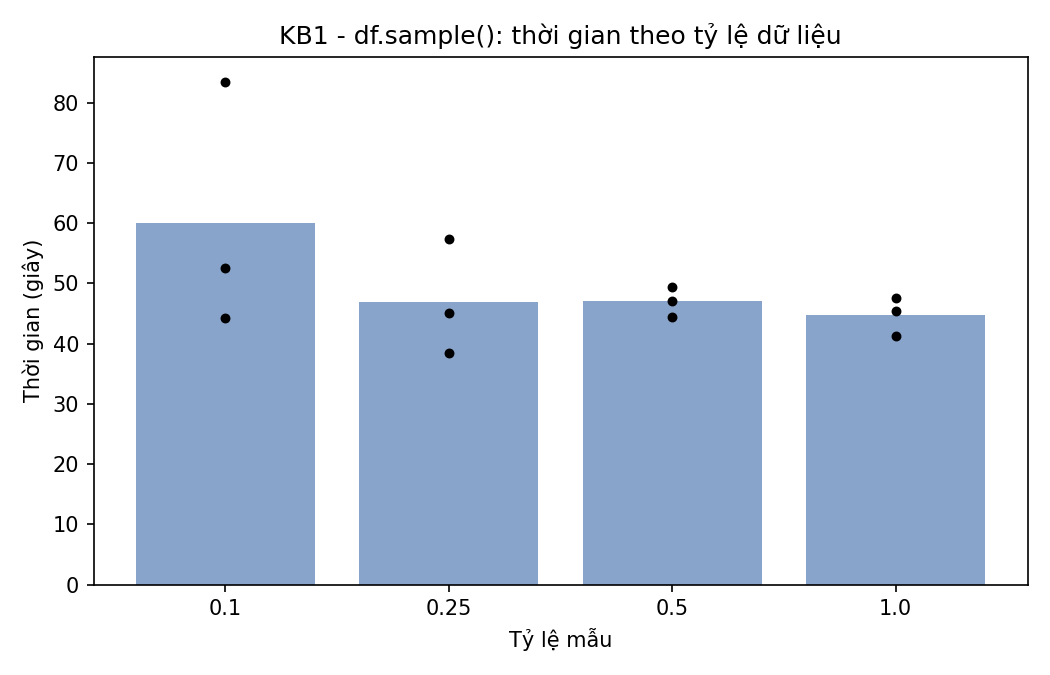 KB1 - df.sample(): thời gian theo tỷ lệ dữ liệu
Thời gian (giây)
80
70
60
50
40
30
20
10
0
0.1 0.25 0.5 1.0
Tỷ lệ mẫu